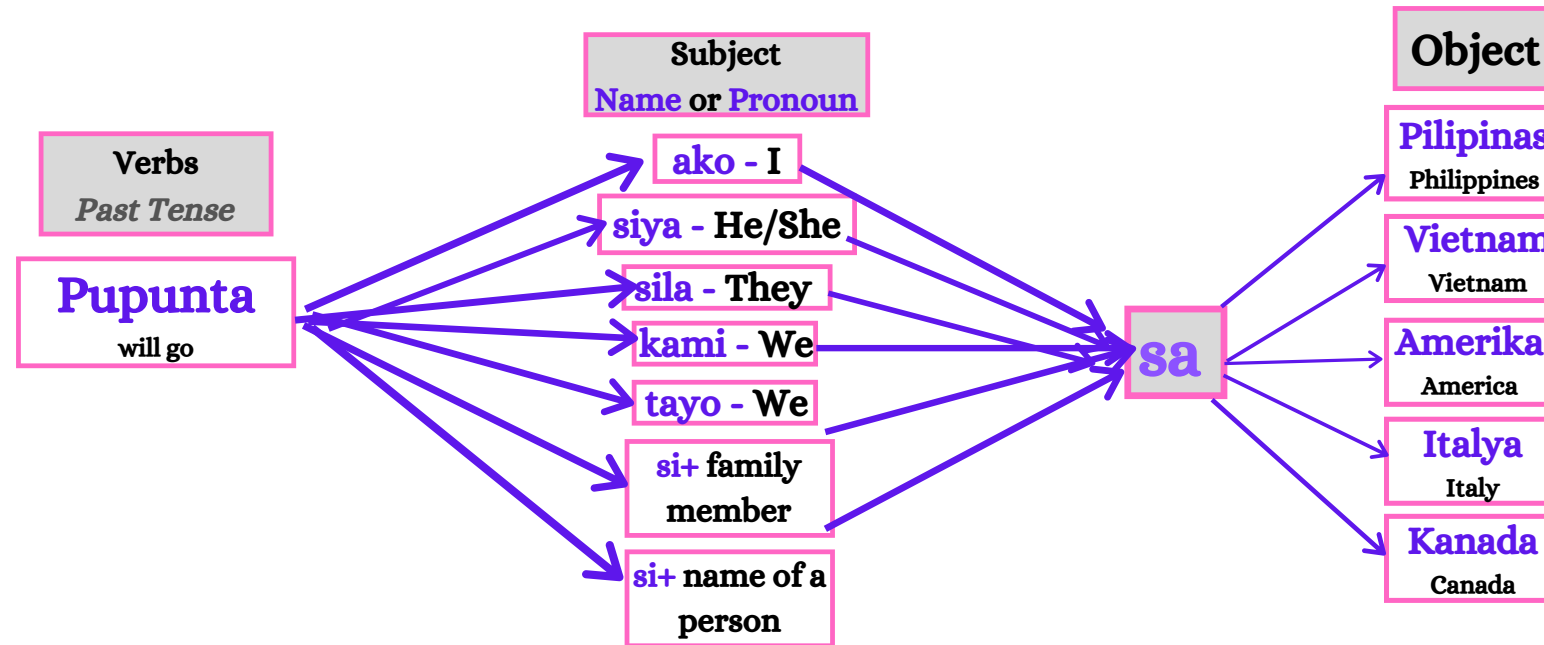 Verbs
Past Tense
Pupunta
will go
Subject
Name or Pronoun
ako - I
siya - He/She
sila - They
kami - We
tayo - We
si+ family
member
si+ name of a
person
sa
Object
Pilipinas
Philippines
Vietnam
Vietnam
Amerika
America
Italya
Italy
Kanada
Canada